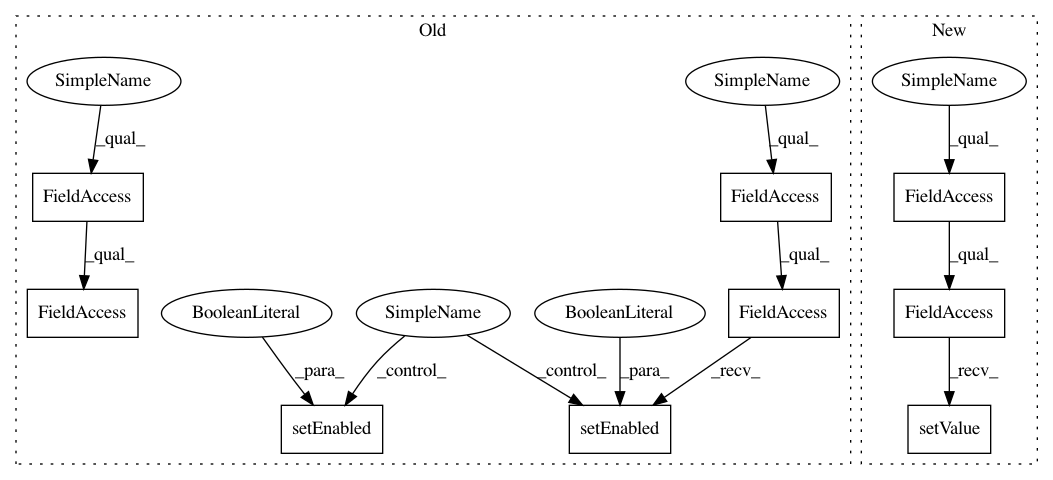 Old
New
SimpleName
SimpleName
SimpleName
_qual_
_qual_
_qual_
FieldAccess
FieldAccess
FieldAccess
_qual_
_qual_
_qual_
FieldAccess
BooleanLiteral
SimpleName
BooleanLiteral
FieldAccess
FieldAccess
_para_
_control_
_control_
_para_
_recv_
_recv_
setEnabled
setEnabled
setValue